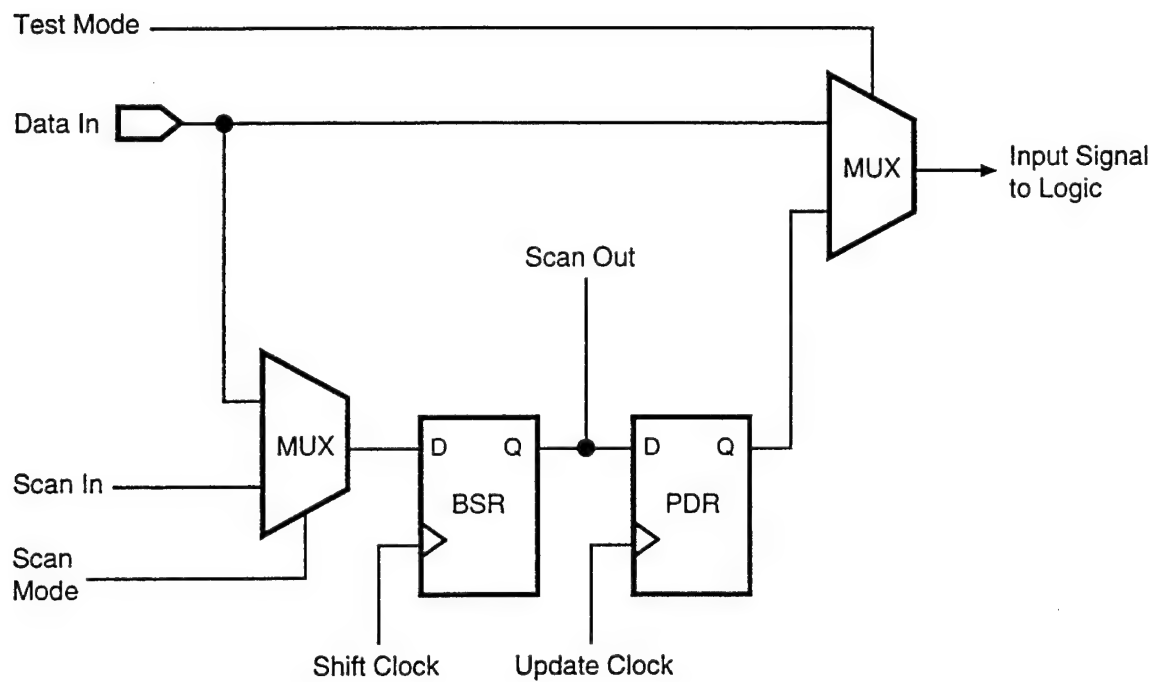 Test Mode
Data In
MUX
Input Signal
to Logic
Scan Out
MUX
D
Q
D
Q
Scan In
BSR
PDR
Scan
Mode
Shift Clock
Update Clock